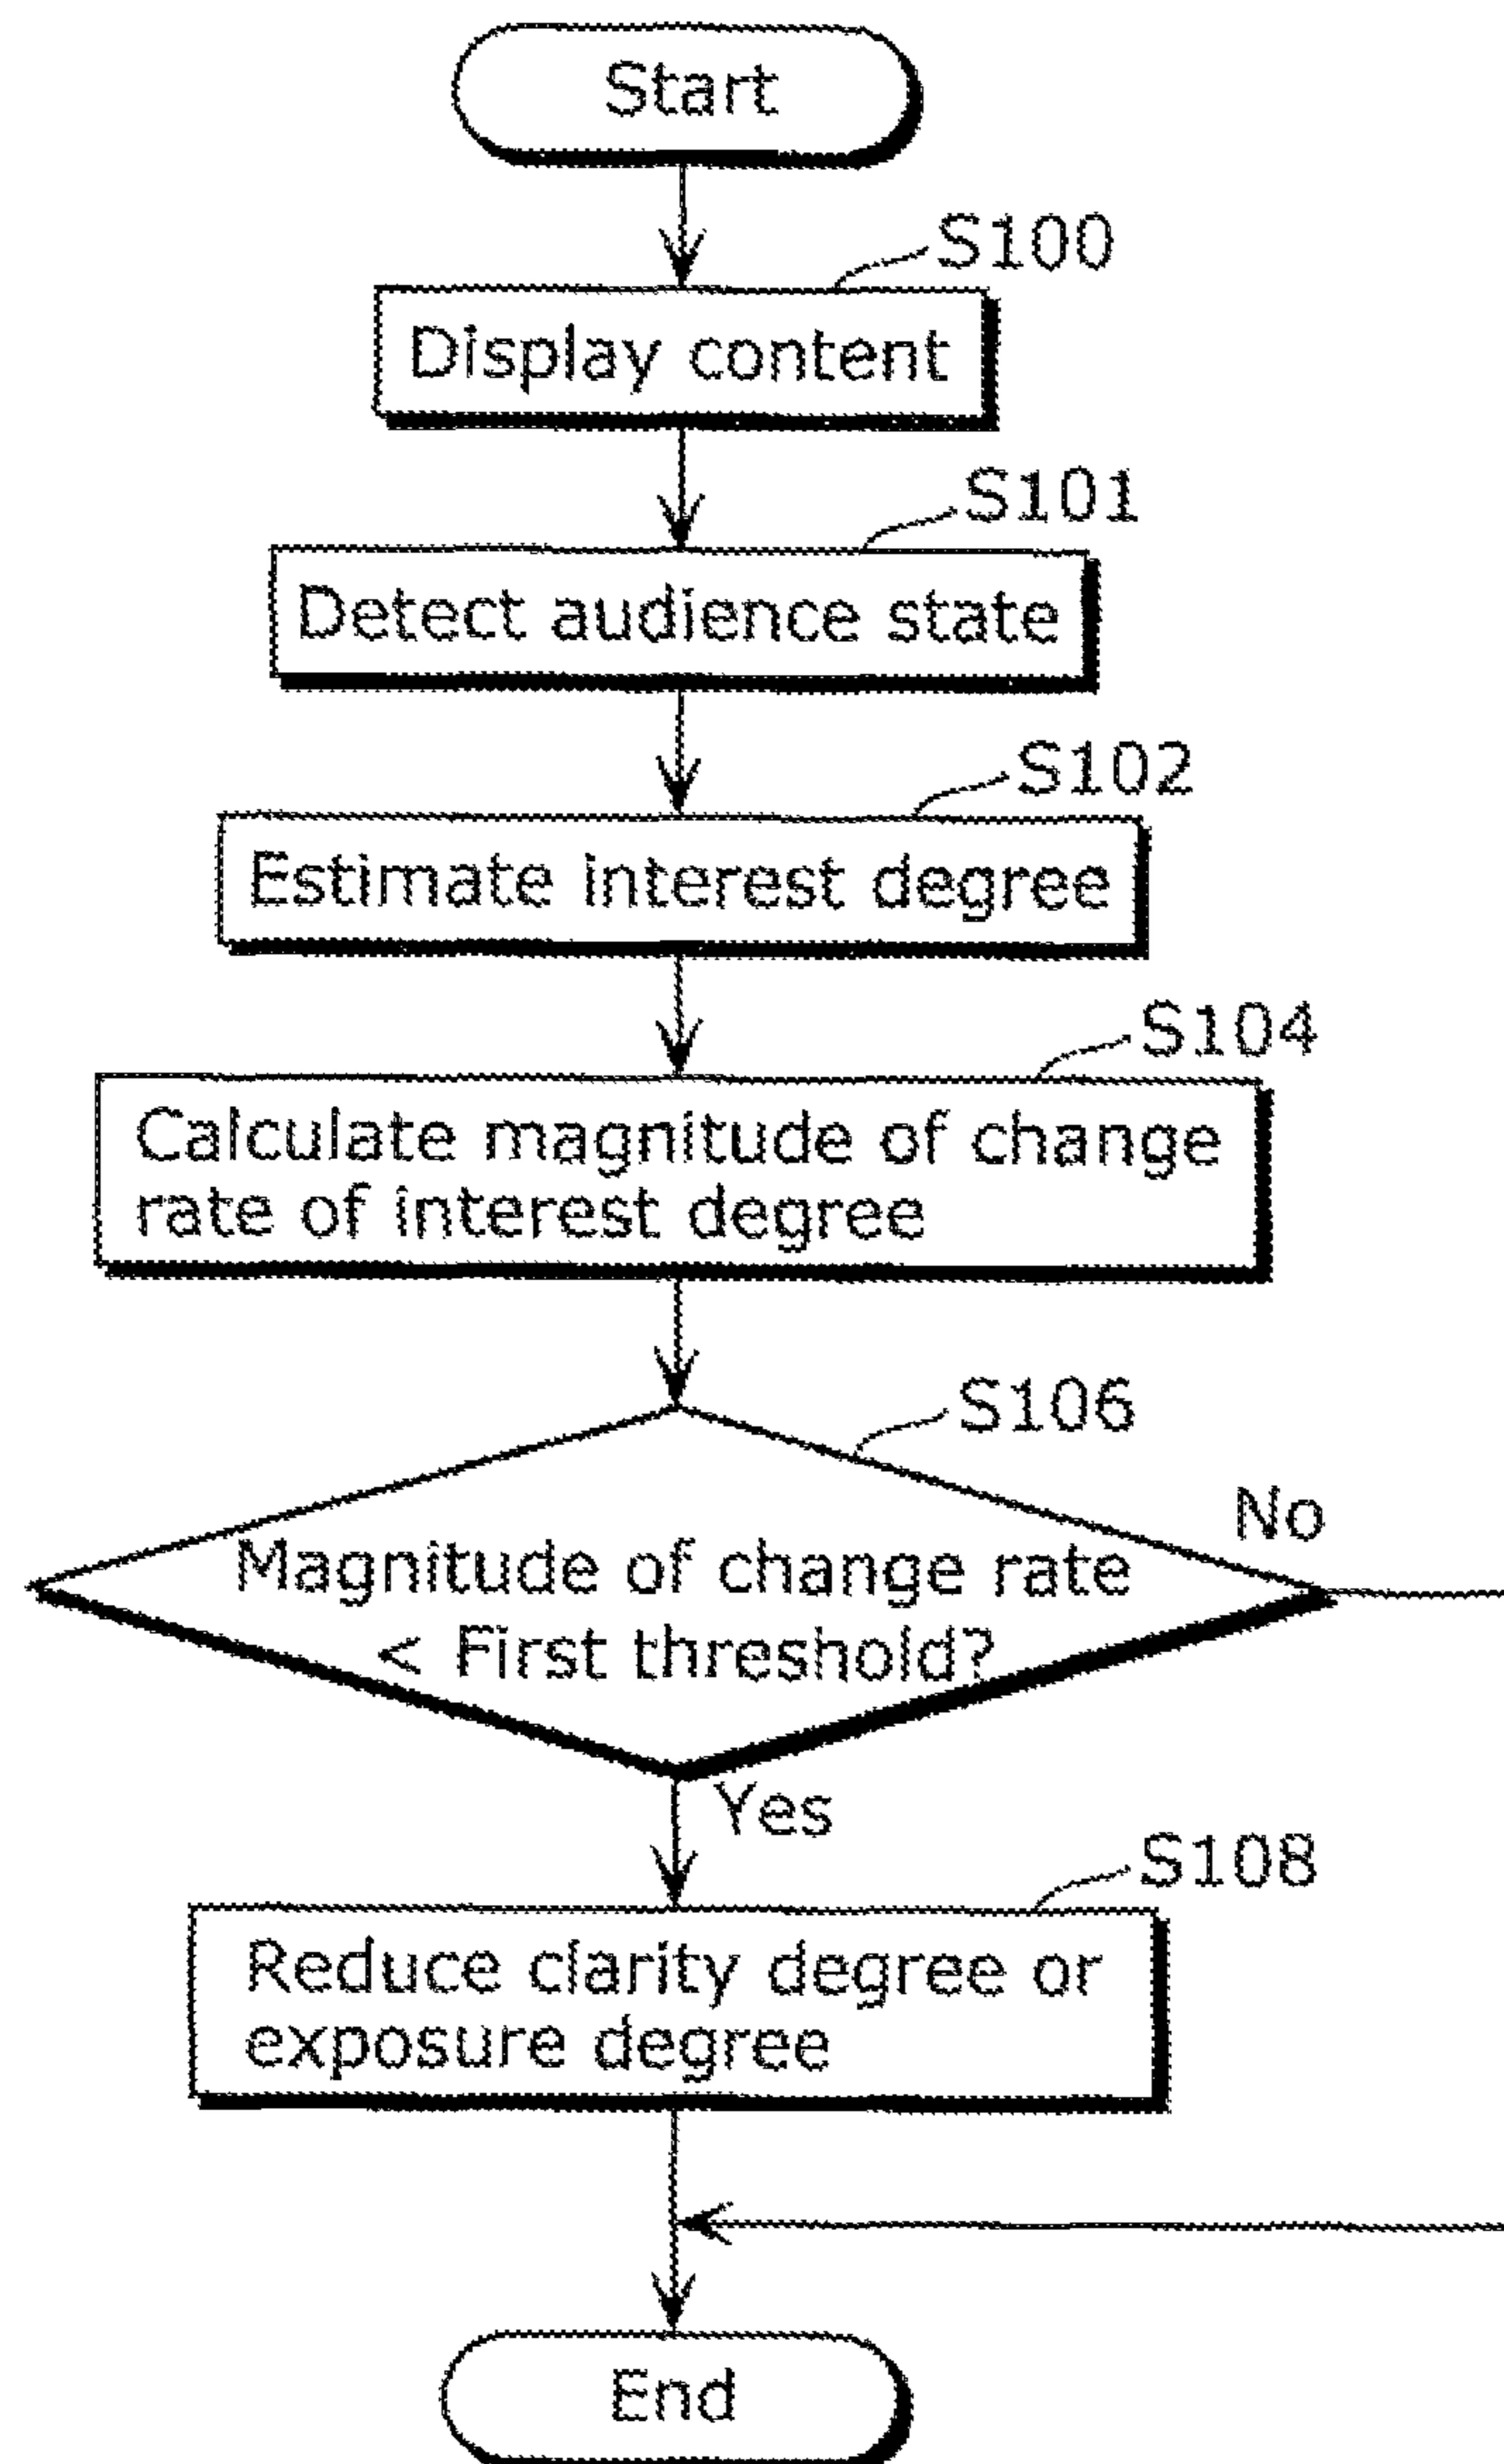 Start
S100
Display content
S101
Detect audience state
S102
Estimate interest degree
S104
Calculate magnitude of change
rate of interest degree
S106
No
Magnitude of change rate
< First threshold?
Yes
S108
Reduce clarity degree or
exposure degree
End